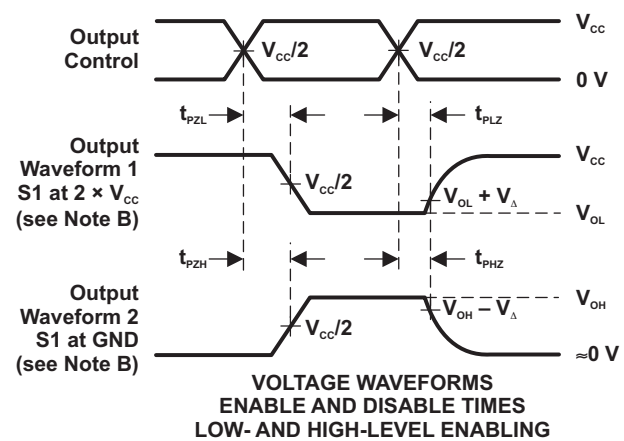 Output
Control
V_CC/2
V_CC/2
V_CC
0 V
t_PZL
t_PLZ
Output
Waveform 1
S1 at 2 × V_CC
(see Note B)
V_CC/2
V_CC
V_OL + V_Δ
V_OL
t_PZH
t_PHZ
Output
Waveform 2
S1 at GND
(see Note B)
V_CC/2
V_OH − V_Δ
V_OH
≈0 V
VOLTAGE WAVEFORMS
ENABLE AND DISABLE TIMES
LOW- AND HIGH-LEVEL ENABLING